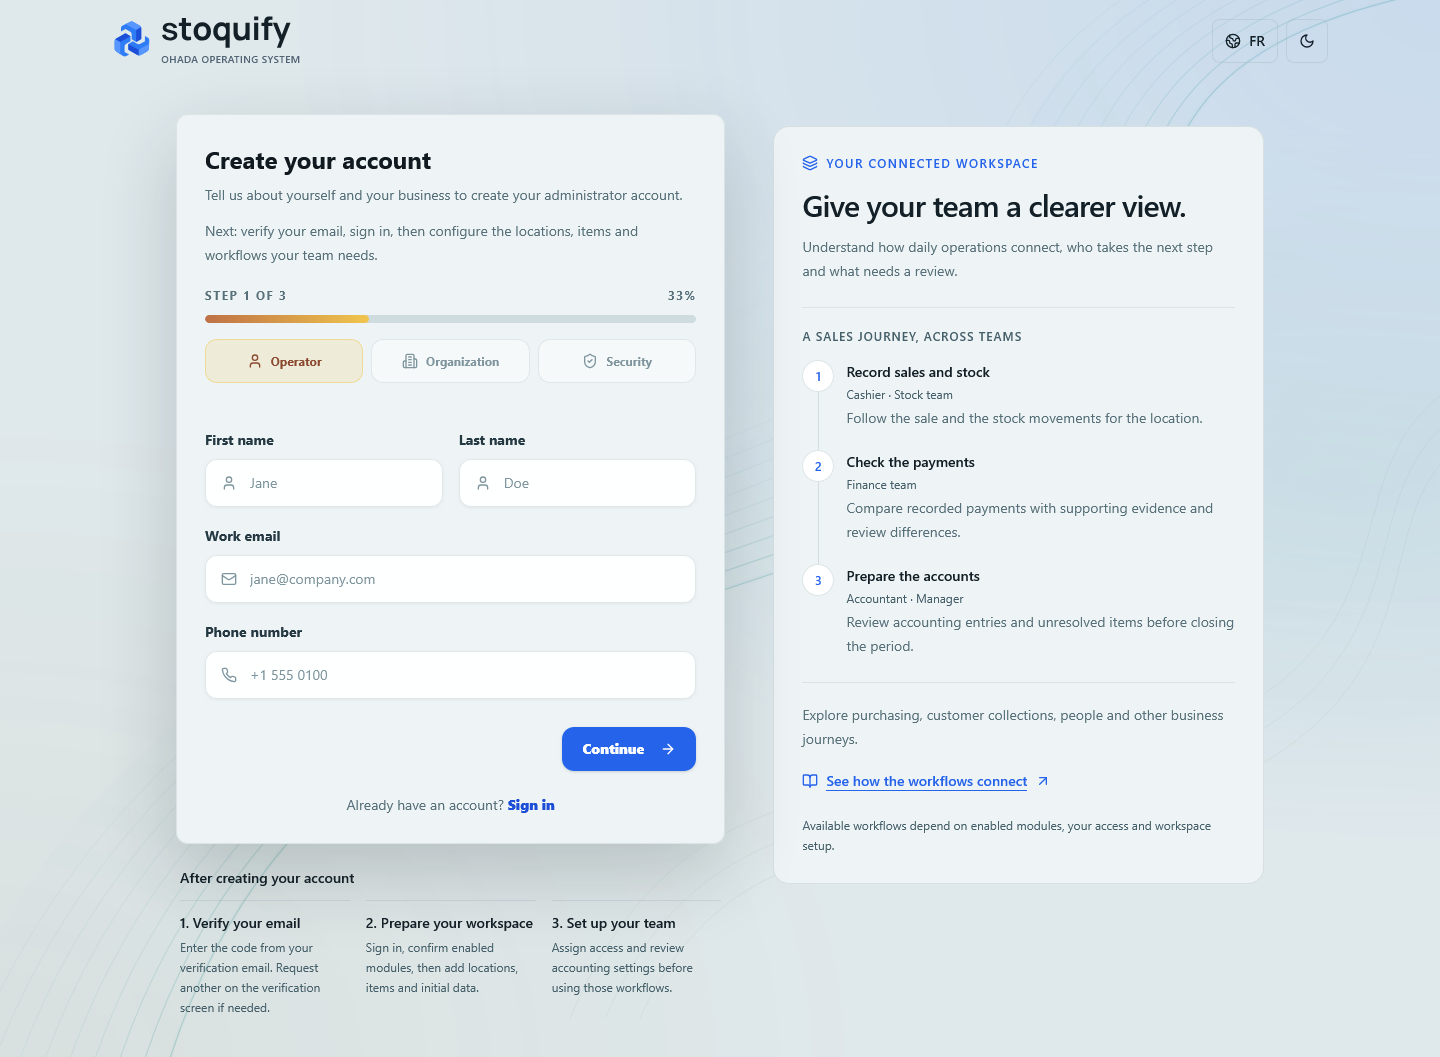 stoquify
OHADA OPERATING SYSTEM
FR
Create your account
Tell us about yourself and your business to create your administrator account.
Next: verify your email, sign in, then configure the locations, items and
workflows your team needs.
STEP 1 OF 3
33%
Operator
Organization
Security
First name
Last name
Jane
Doe
Work email
jane@company.com
Phone number
+1 555 0100
Continue
Already have an account? Sign in
After creating your account
1. Verify your email
Enter the code from your
verification email. Request
another on the verification
screen if needed.
2. Prepare your workspace
Sign in, confirm enabled
modules, then add locations,
items and initial data.
3. Set up your team
Assign access and review
accounting settings before
using those workflows.
YOUR CONNECTED WORKSPACE
Give your team a clearer view.
Understand how daily operations connect, who takes the next step
and what needs a review.
A SALES JOURNEY, ACROSS TEAMS
1
Record sales and stock
Cashier · Stock team
Follow the sale and the stock movements for the location.
2
Check the payments
Finance team
Compare recorded payments with supporting evidence and
review differences.
3
Prepare the accounts
Accountant · Manager
Review accounting entries and unresolved items before closing
the period.
Explore purchasing, customer collections, people and other business
journeys.
See how the workflows connect
Available workflows depend on enabled modules, your access and workspace
setup.